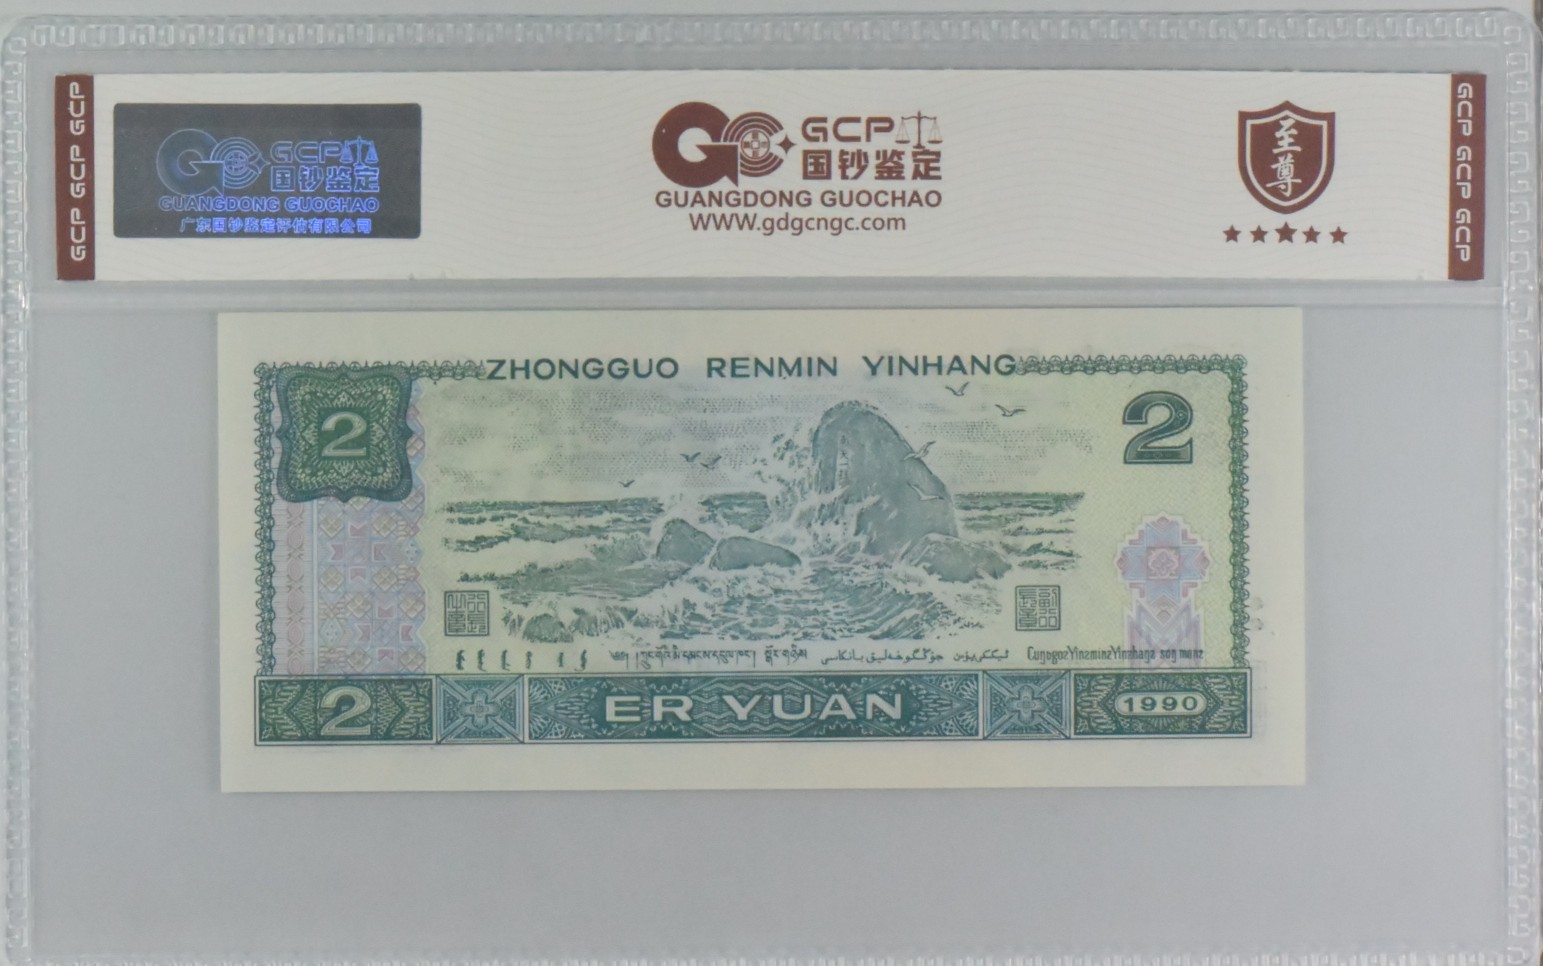 GCP GCP GCP
GCP
国钞鉴定
GUANGDONG GUOCHAO
广东国钞鉴定评估有限公司
GCP
国钞鉴定
GUANGDONG GUOCHAO
WWW.gdgcngc.com
至尊
GCP GCP GCP
ZHONGGUO RENMIN YINHANG
2
2
2
ER YUAN
1990